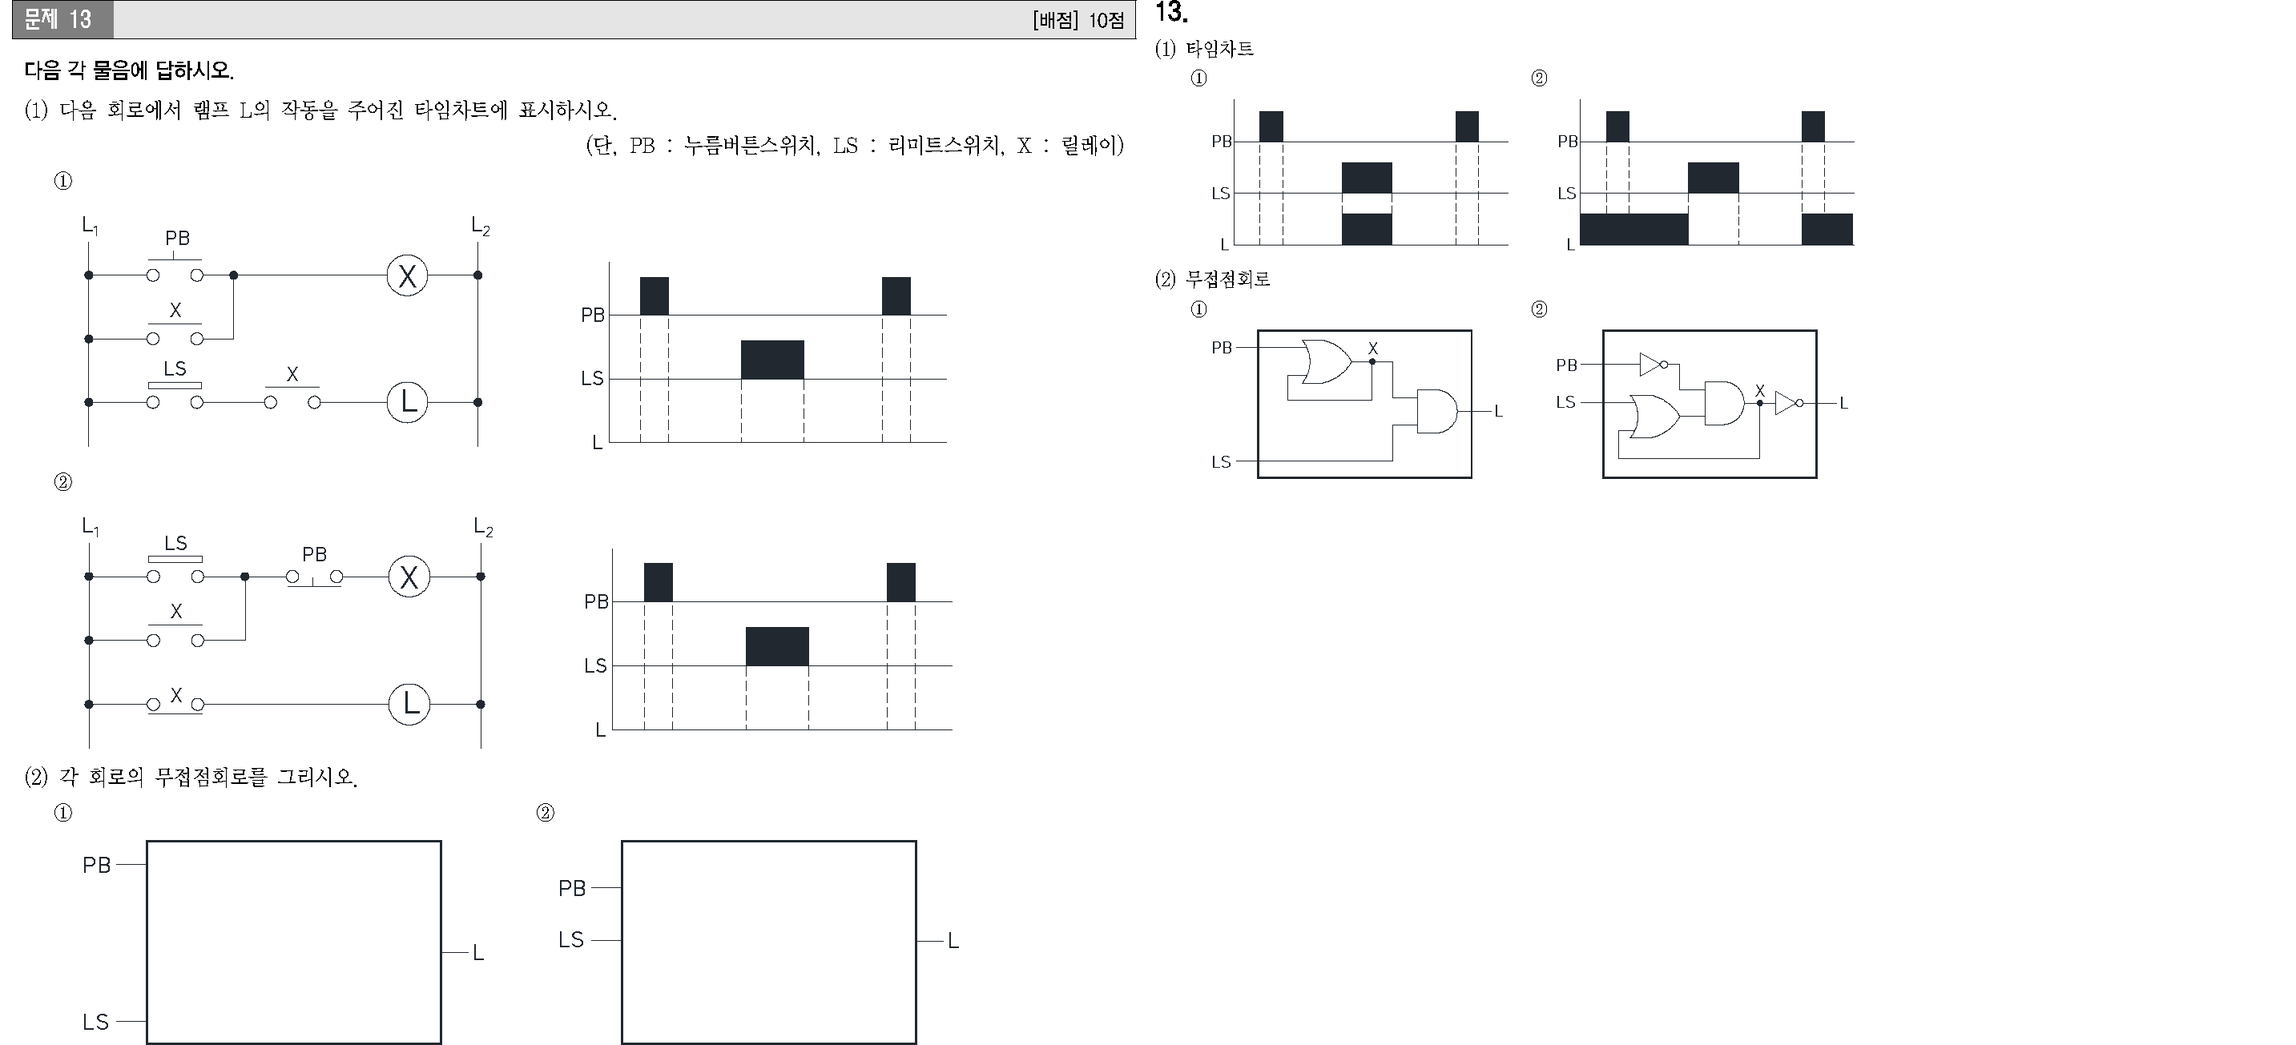 문제 13 [배점] 10점
다음 각 물음에 답하시오.
(1) 다음 회로에서 램프 L의 작동을 주어진 타임차트에 표시하시오.
(단, PB : 누름버튼스위치, LS : 리미트스위치, X : 릴레이)
①
L1 L2
PB
X
X
LS X
L
PB
LS
L
②
L1 L2
LS PB
X
X
X
L
PB
LS
L
(2) 각 회로의 무접점회로를 그리시오.
① ②
PB
LS
L
PB
LS
L
13.
(1) 타임차트
① ②
PB
LS
L
PB
LS
L
(2) 무접점회로
① ②
PB X
L
LS
PB
LS X L